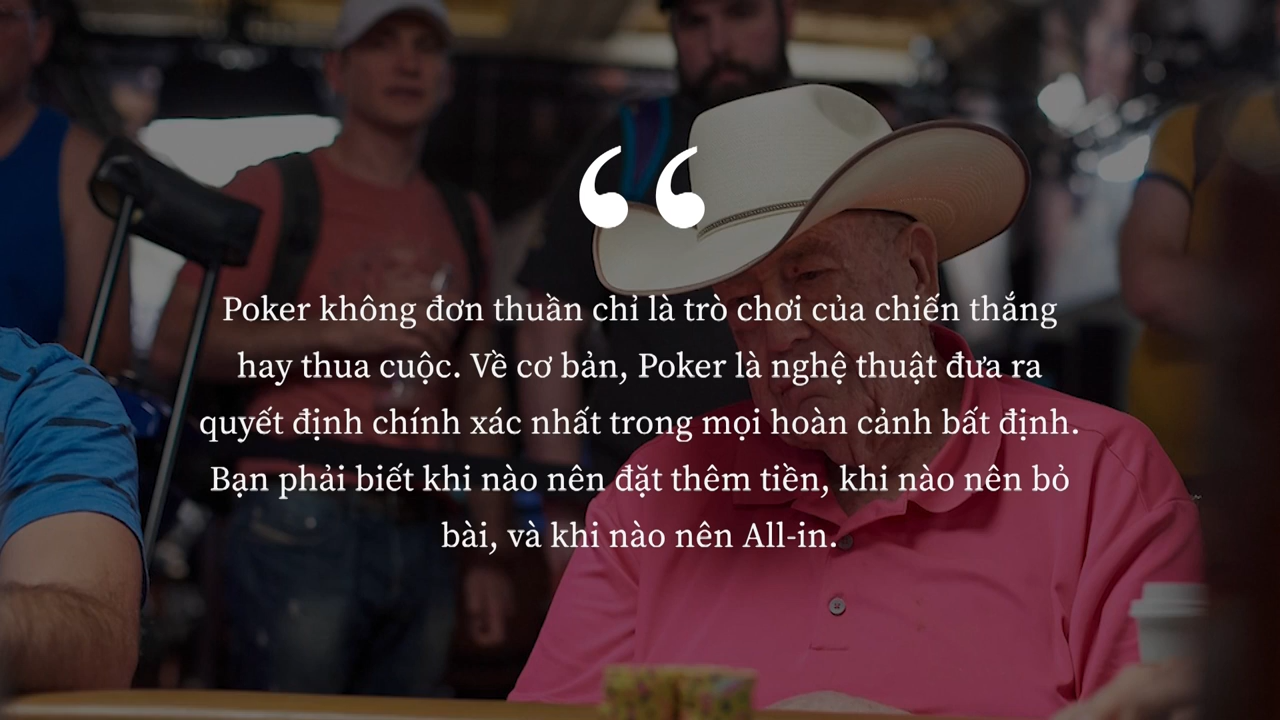 “
Poker không đơn thuần chỉ là trò chơi của chiến thắng
hay thua cuộc. Về cơ bản, Poker là nghệ thuật đưa ra
quyết định chính xác nhất trong mọi hoàn cảnh bất định.
Bạn phải biết khi nào nên đặt thêm tiền, khi nào nên bỏ
bài, và khi nào nên All-in.